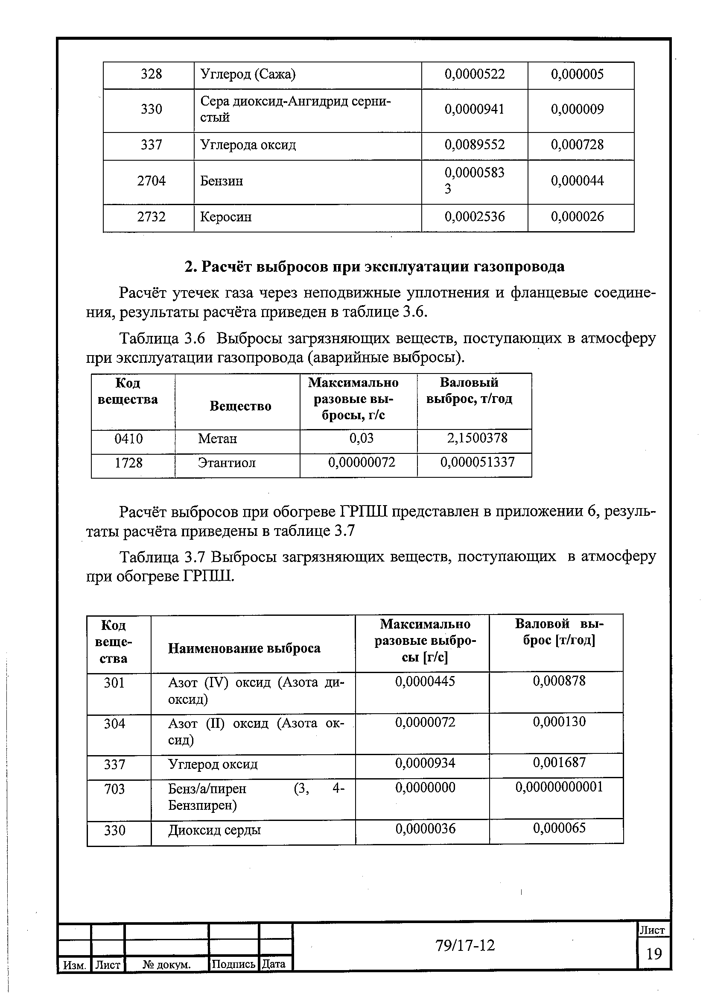 328 Углерод (Сажа) 0,0000522 0,000005
330 Сера диоксид-Ангидрид серни-
стый 0,0000941 0,000009
337 Углерода оксид 0,0089552 0,000728
2704 Бензин 0,0000583
3 0,000044
2732 Керосин 0,0002536 0,000026
2. Расчёт выбросов при эксплуатации газопровода
Расчёт утечек газа через неподвижные уплотнения и фланцевые соедине-
ния, результаты расчёта приведен в таблице 3.6.
Таблица 3.6 Выбросы загрязняющих веществ, поступающих в атмосферу
при эксплуатации газопровода (аварийные выбросы).
Код
вещества
Вещество
Максимально
разовые вы-
бросы, г/с
Валовый
выброс, т/год
0410 Метан 0,03 2,1500378
1728 Этантиол 0,00000072 0,000051337
Расчёт выбросов при обогреве ГРПШ представлен в приложении 6, резуль-
таты расчёта приведены в таблице 3.7
Таблица 3.7 Выбросы загрязняющих веществ, поступающих в атмосферу
при обогреве ГРПШ.
Код
веще-
ства
Наименование выброса
Максимально
разовые выбро-
сы [г/с]
Валовой вы-
брос [т/год]
301 Азот (IV) оксид (Азота ди- 0,0000445 0,000878
оксид)
304 Азот (II) оксид (Азота ок- 0,0000072 0,000130
сид)
337 Углерод оксид 0,0000934 0,001687
703 Бенз/а/пирен (3, 4- 0,0000000 0,00000000001
Бензпирен)
330 Диоксид серды 0,0000036 0,000065
79/17-12
Лист
19
Изм. Лист № докум. Подпись Дата